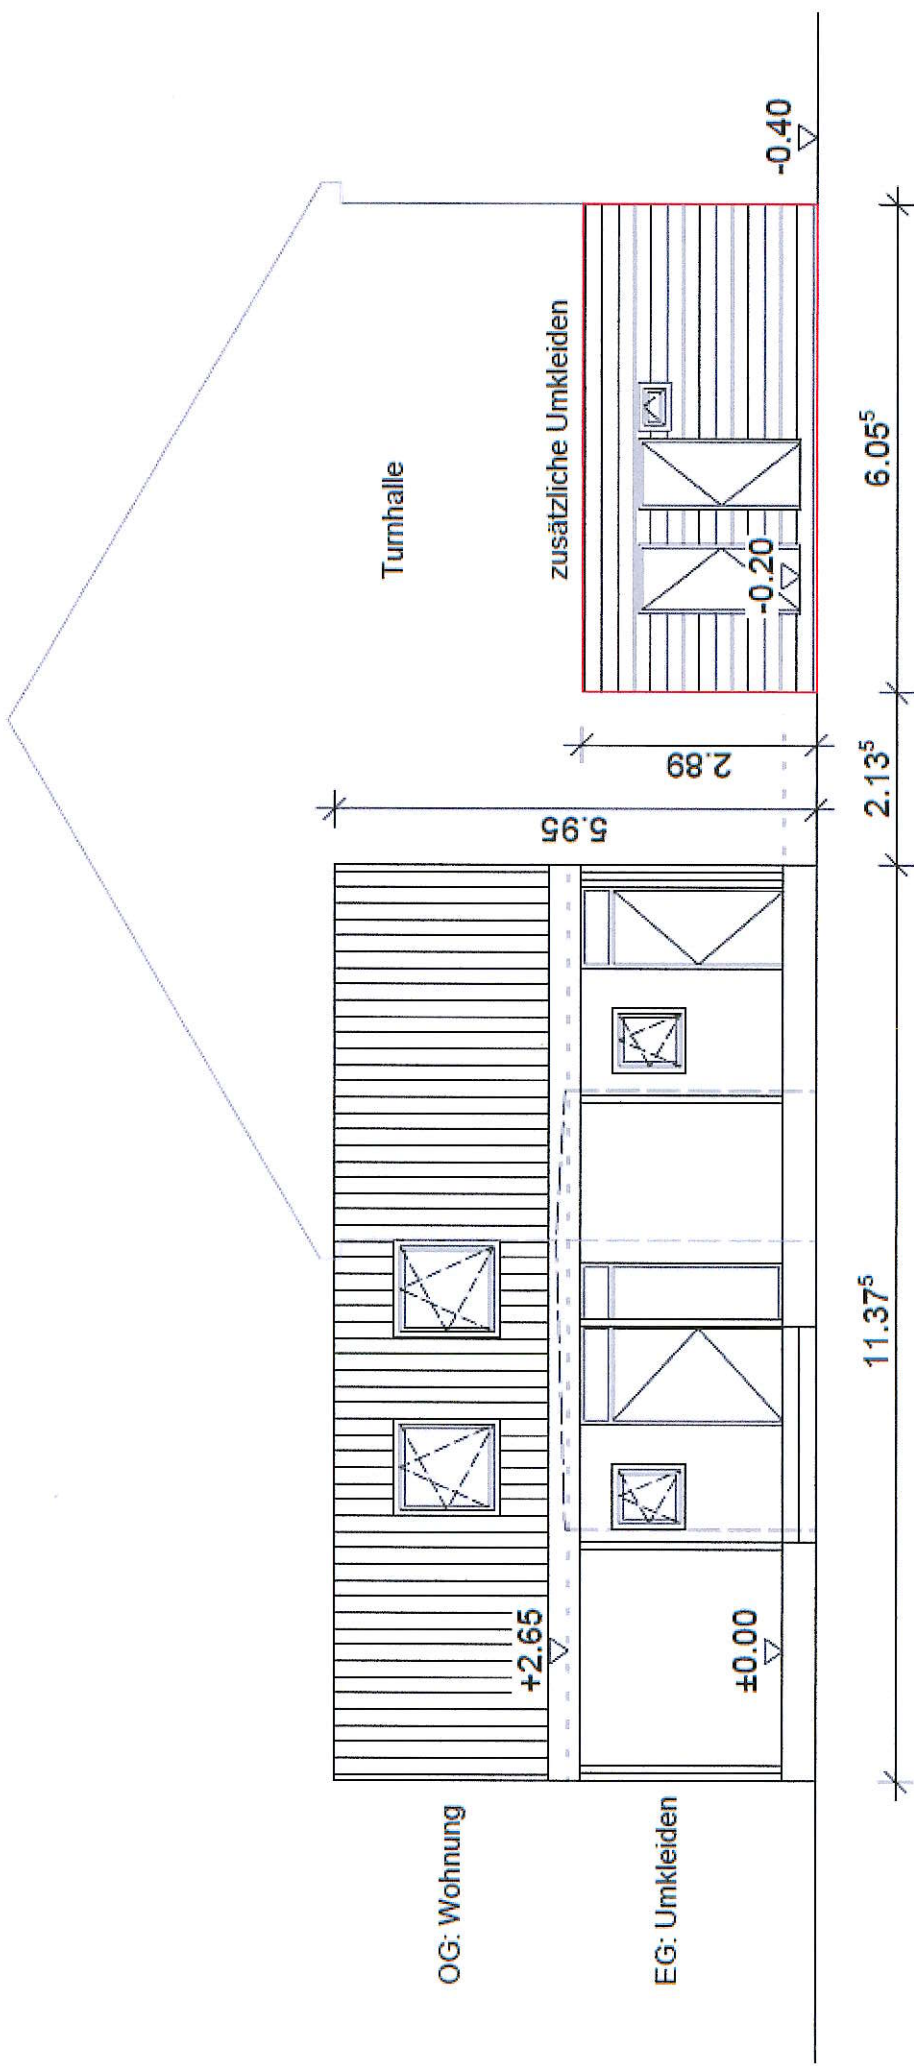 Turnhalle
zusätzliche Umkleiden
OG: Wohnung
+2.65
5.95
2.89
EG: Umkleiden
±0.00
-0.20
-0.40
11.37⁵
2.13⁵
6.05⁵